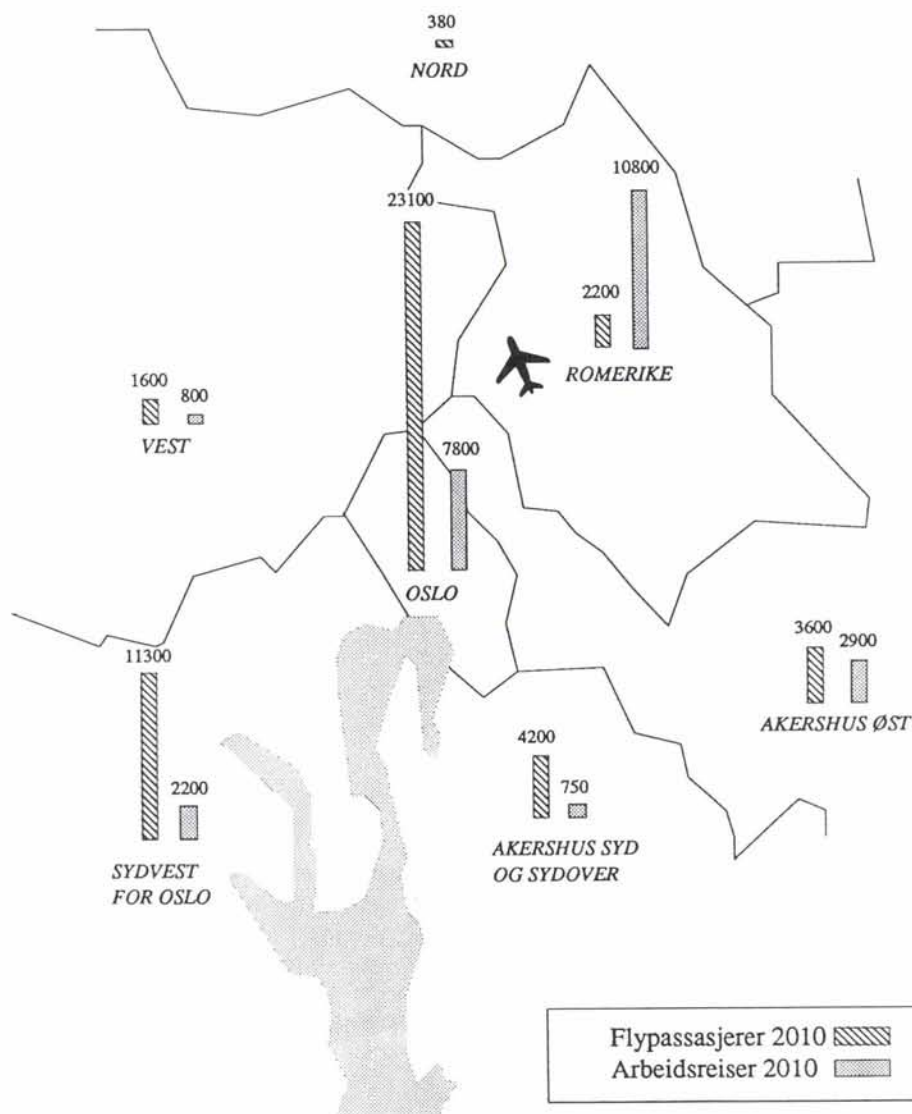 380
NORD
10800
23100
2200
ROMERIKE
1600
800
VEST
7800
OSLO
11300
3600
2900
AKERSHUS ØST
4200
750
2200
AKERSHUS SYD
OG SYDOVER
SYDVEST
FOR OSLO
Flypassasjerer 2010
Arbeidsreiser 2010